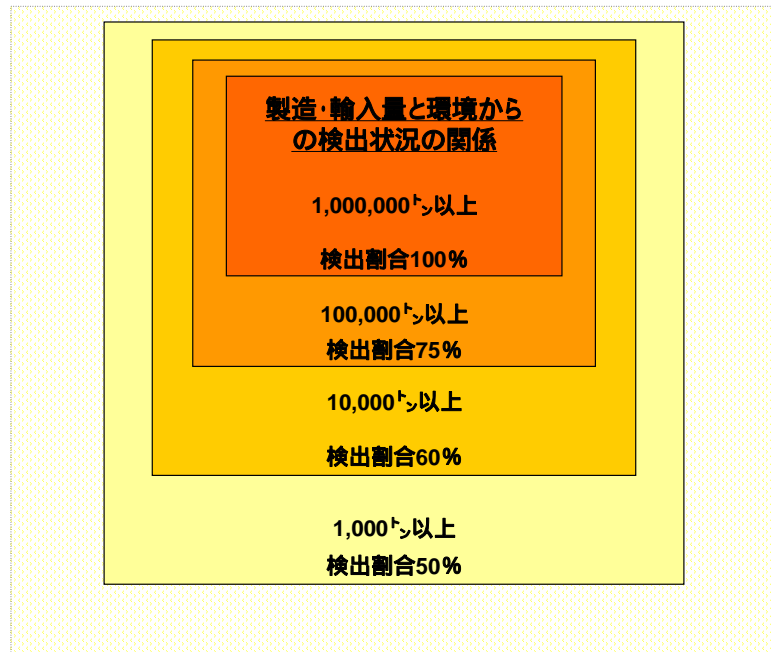 製造･輸入量と環境から
の検出状況の関係
1,000,000㌧以上
検出割合100％
100,000㌧以上
検出割合75％
10,000㌧以上
検出割合60％
1,000㌧以上
検出割合50％